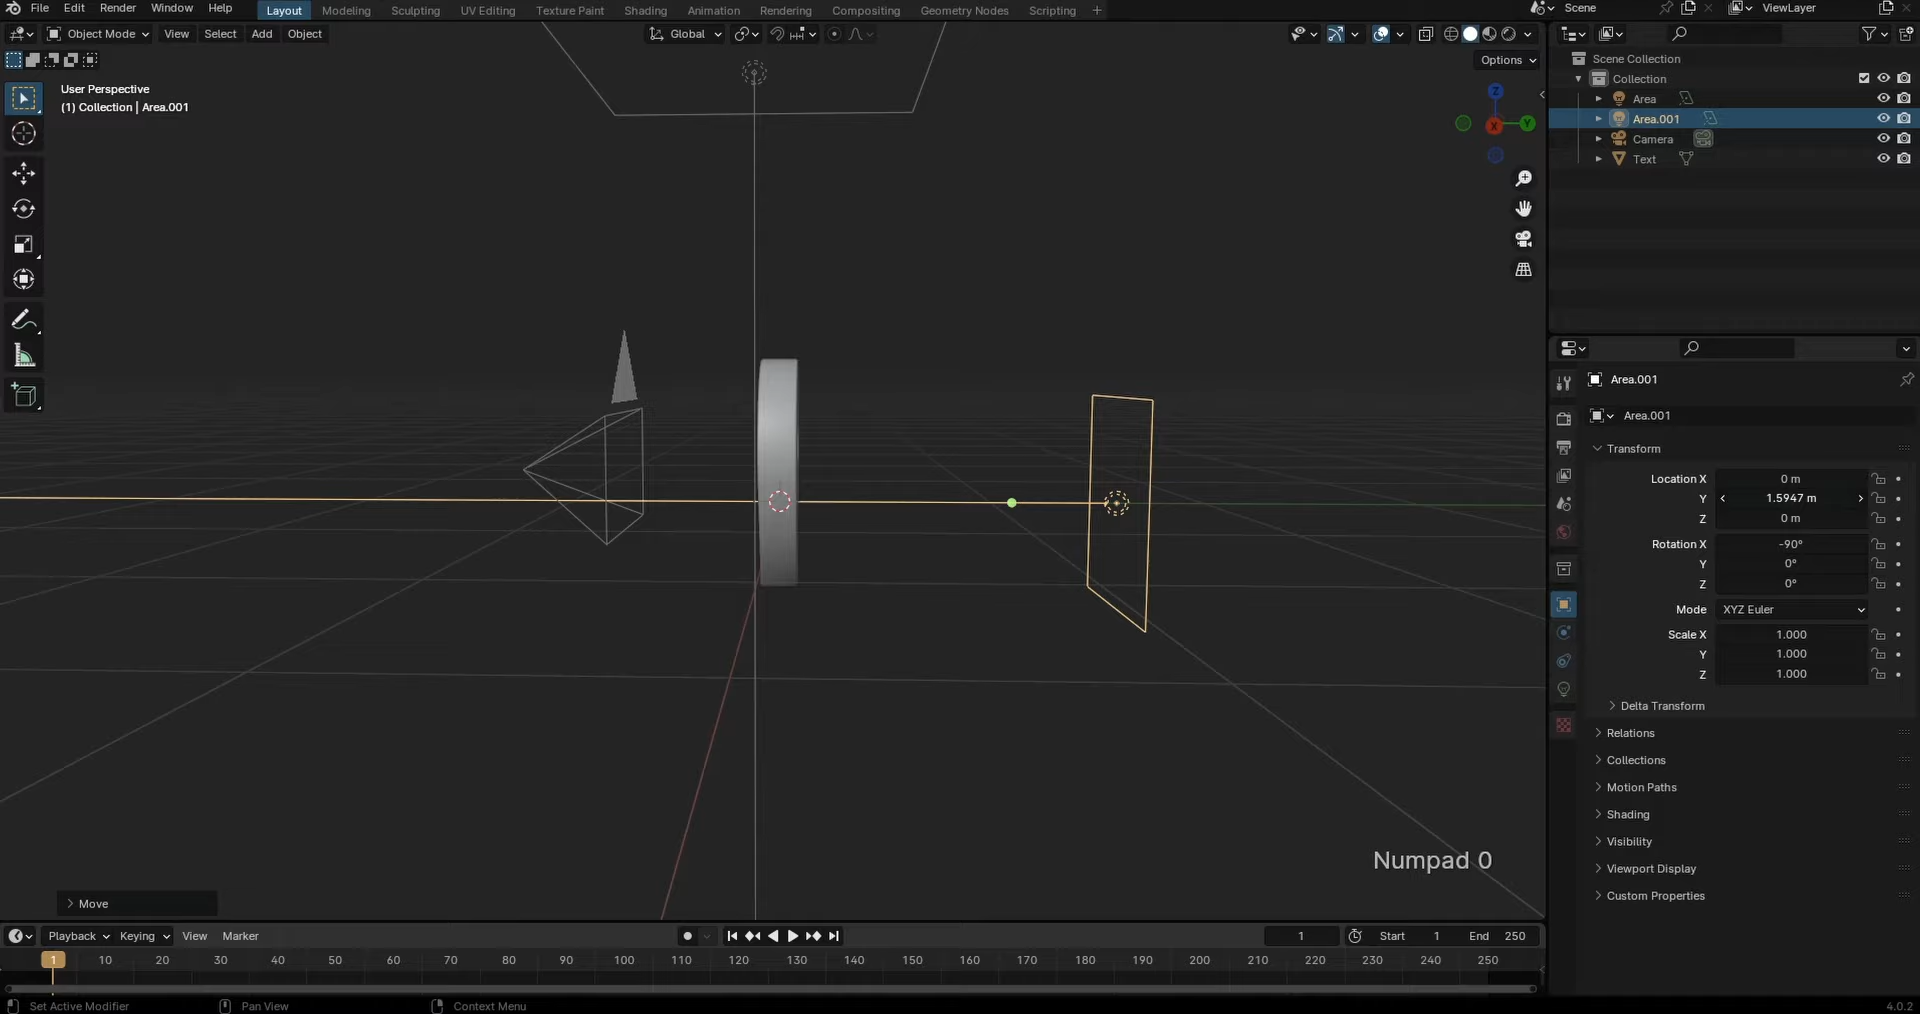 File Edit Render Window Help Layout Modeling Sculpting UV Editing Texture Paint Shading Animation Rendering Compositing Geometry Nodes Scripting + Scene ViewLayer
Object Mode View Select Add Object Global
Options
User Perspective
(1) Collection | Area.001
Z
Y
X
Numpad 0
Move
Scene Collection
Collection
Area
Area.001
Camera
Text
Area.001
Area.001
Transform
Location X 0 m
Y 1.5947 m
Z 0 m
Rotation X -90°
Y 0°
Z 0°
Mode XYZ Euler
Scale X 1.000
Y 1.000
Z 1.000
Delta Transform
Relations
Collections
Motion Paths
Shading
Visibility
Viewport Display
Custom Properties
Playback Keying View Marker 1 Start 1 End 250
1 10 20 30 40 50 60 70 80 90 100 110 120 130 140 150 160 170 180 190 200 210 220 230 240 250
Set Active Modifier Pan View Context Menu 4.0.2